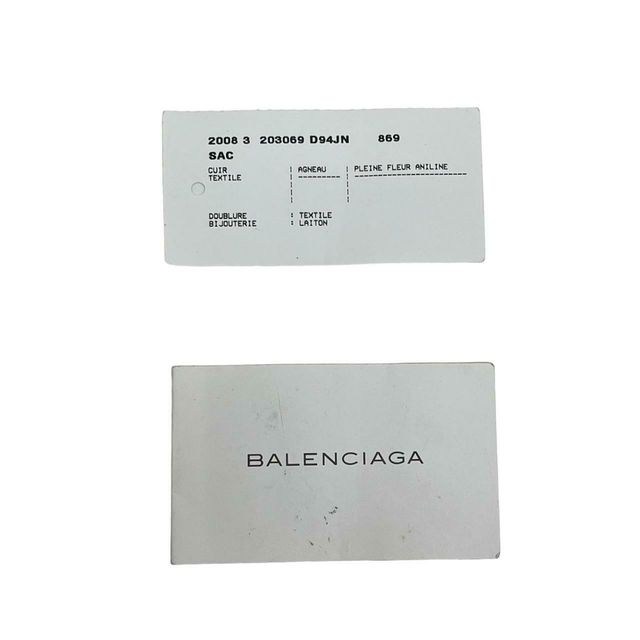 2008 3 203069 D94JN 869
SAC
CUIR | AGNEAU | PLEINE FLEUR ANILINE
TEXTILE
DOUBLURE : TEXTILE
BIJOUTERIE : LAITON
BALENCIAGA